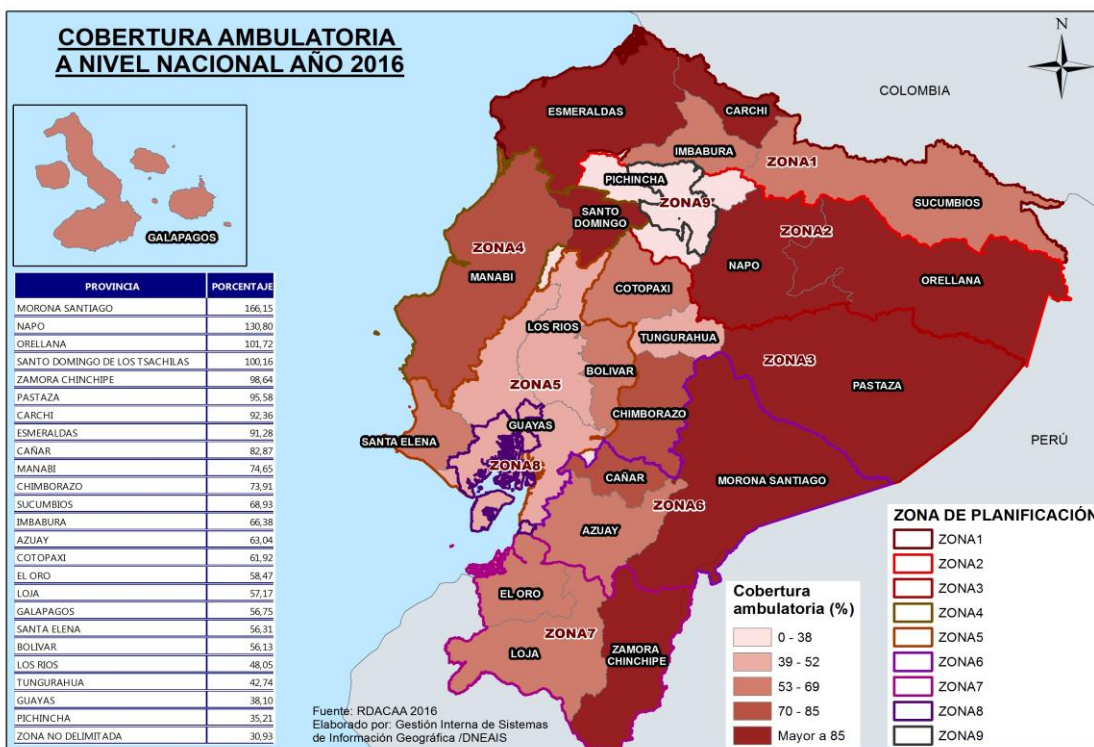 COBERTURA AMBULATORIA
A NIVEL NACIONAL AÑO 2016
N
COLOMBIA
ESMERALDAS
CARCHI
IMBABURA
ZONA1
PICHINCHA
ZONA9
SUCUMBIOS
SANTO
DOMINGO
ZONA2
ZONA4
GALAPAGOS
NAPO
MANABI
ORELLANA
COTOPAXI
LOS RIOS
TUNGURAHUA
ZONA3
BOLIVAR
PASTAZA
ZONA5
CHIMBORAZO
GUAYAS
SANTA ELENA
PERÚ
ZONA8
CAÑAR
MORONA SANTIAGO
ZONA6
AZUAY
EL ORO
ZONA7
LOJA
ZAMORA
CHINCHIPE
PROVINCIA PORCENTAJE
MORONA SANTIAGO 166,15
NAPO 130,80
ORELLANA 101,72
SANTO DOMINGO DE LOS TSACHILAS 100,16
ZAMORA CHINCHIPE 98,64
PASTAZA 95,58
CARCHI 92,36
ESMERALDAS 91,28
CAÑAR 82,87
MANABI 74,65
CHIMBORAZO 73,91
SUCUMBIOS 68,93
IMBABURA 66,38
AZUAY 63,04
COTOPAXI 61,92
EL ORO 58,47
LOJA 57,17
GALAPAGOS 56,75
SANTA ELENA 56,31
BOLIVAR 56,13
LOS RIOS 48,05
TUNGURAHUA 42,74
GUAYAS 38,10
PICHINCHA 35,21
ZONA NO DELIMITADA 30,93
Fuente: RDACAA 2016
Elaborado por: Gestión Interna de Sistemas
de Información Geográfica /DNEAIS
Cobertura
ambulatoria (%)
0 - 38
39 - 52
53 - 69
70 - 85
Mayor a 85
ZONA DE PLANIFICACIÓN
ZONA1
ZONA2
ZONA3
ZONA4
ZONA5
ZONA6
ZONA7
ZONA8
ZONA9